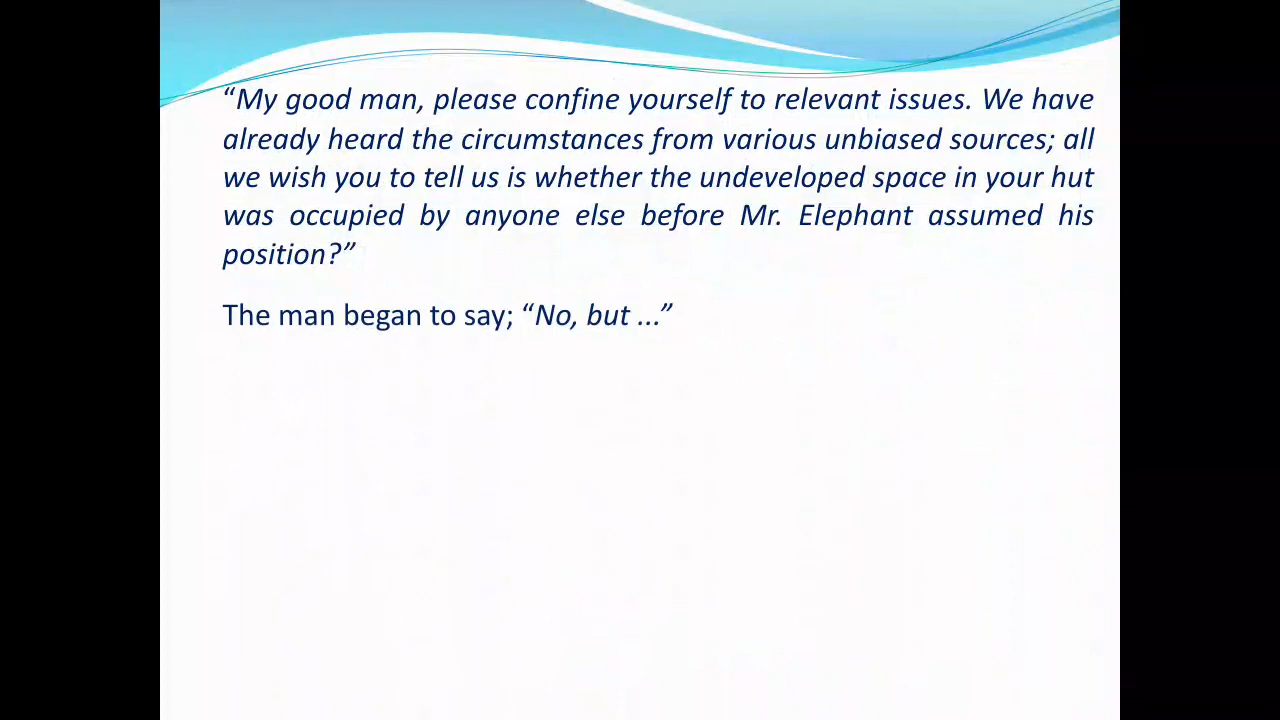 “My good man, please confine yourself to relevant issues. We have
already heard the circumstances from various unbiased sources; all
we wish you to tell us is whether the undeveloped space in your hut
was occupied by anyone else before Mr. Elephant assumed his
position?”
The man began to say; “No, but ...”